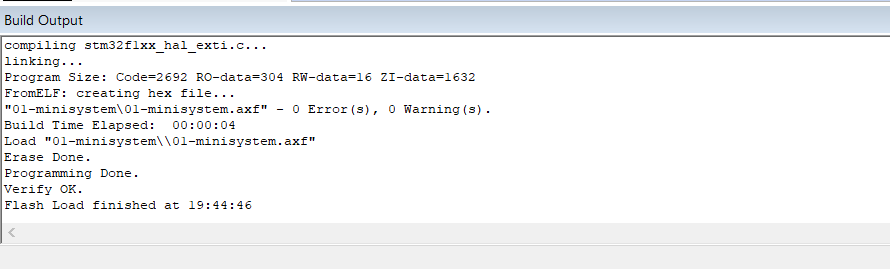 Build Output
compiling stm32f1xx_hal_exti.c...
linking...
Program Size: Code=2692 RO-data=304 RW-data=16 ZI-data=1632
FromELF: creating hex file...
"01-minisystem\01-minisystem.axf" - 0 Error(s), 0 Warning(s).
Build Time Elapsed:  00:00:04
Load "01-minisystem\\01-minisystem.axf"
Erase Done.
Programming Done.
Verify OK.
Flash Load finished at 19:44:46